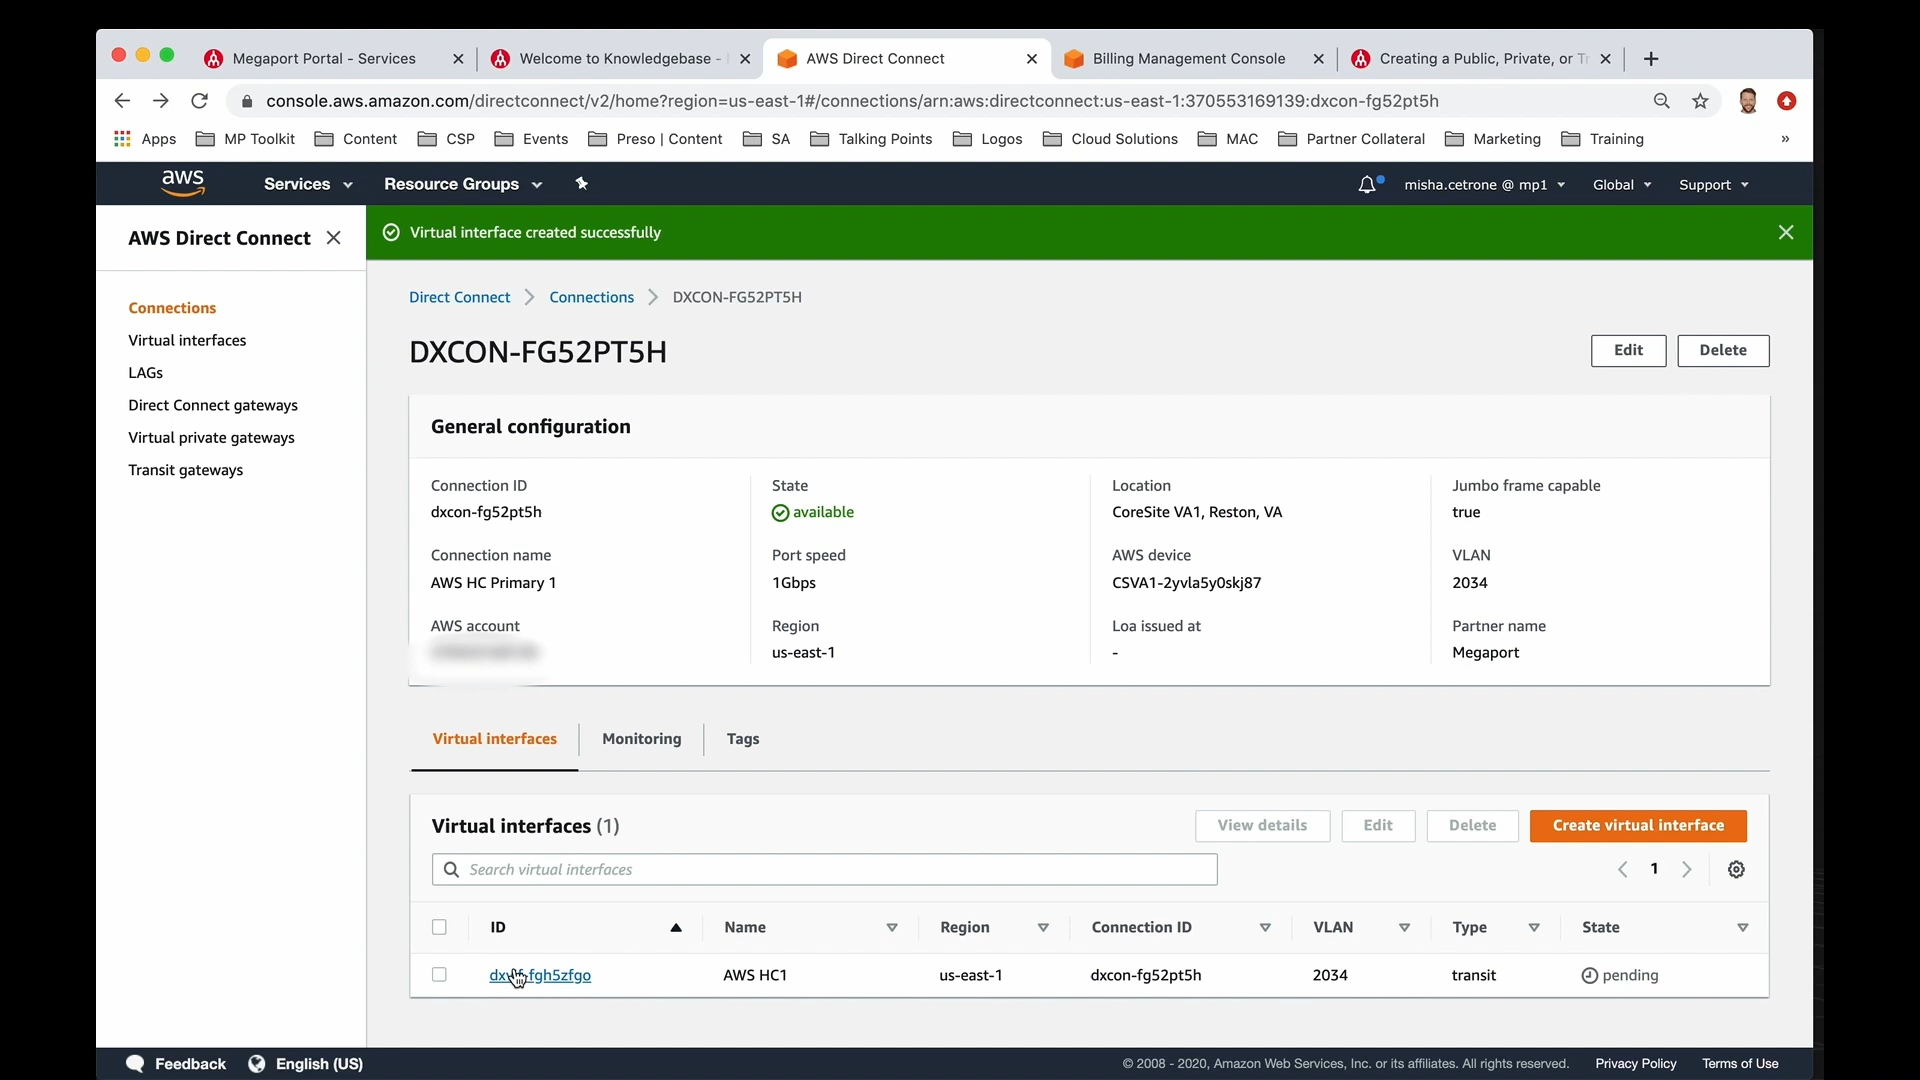 Megaport Portal - Services
Welcome to Knowledgebase -
AWS Direct Connect
Billing Management Console
Creating a Public, Private, or Tr
console.aws.amazon.com/directconnect/v2/home?region=us-east-1#/connections/arn:aws:directconnect:us-east-1:370553169139:dxcon-fg52pt5h
Apps MP Toolkit Content CSP Events Preso | Content SA Talking Points Logos Cloud Solutions MAC Partner Collateral Marketing Training »
aws Services Resource Groups misha.cetrone @ mp1 Global Support
AWS Direct Connect
Virtual interface created successfully
Connections
Virtual interfaces
LAGs
Direct Connect gateways
Virtual private gateways
Transit gateways
Direct Connect Connections DXCON-FG52PT5H
DXCON-FG52PT5H
Edit Delete
General configuration
Connection ID State Location Jumbo frame capable
dxcon-fg52pt5h available CoreSite VA1, Reston, VA true
Connection name Port speed AWS device VLAN
AWS HC Primary 1 1Gbps CSVA1-2yvla5y0skj87 2034
AWS account Region Loa issued at Partner name
us-east-1 - Megaport
Virtual interfaces Monitoring Tags
Virtual interfaces (1) View details Edit Delete Create virtual interface
Search virtual interfaces 1
ID Name Region Connection ID VLAN Type State
AWS HC1 us-east-1 dxcon-fg52pt5h 2034 transit pending
Feedback English (US) © 2008 - 2020, Amazon Web Services, Inc. or its affiliates. All rights reserved. Privacy Policy Terms of Use